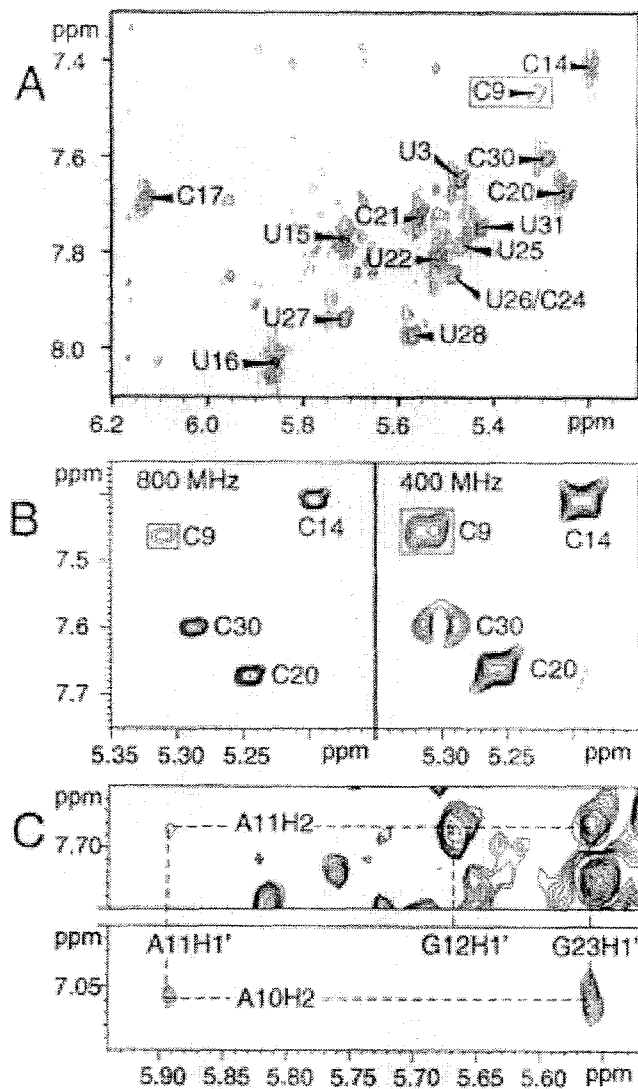 A
ppm
7.4
7.6
7.8
8.0
C14
C9
U3
C30
C20
C17
C21
U31
U15
U25
U22
U26/C24
U27
U28
U16
6.2 6.0 5.8 5.6 5.4 ppm
B
ppm
7.5
7.6
7.7
800 MHz
C14
C9
C30
C20
400 MHz
C9
C14
C30
C20
5.35 5.30 5.25 ppm 5.30 5.25 ppm
C
ppm
7.70
A11H2
ppm
7.05
A11H1' G12H1' G23H1'
A10H2
5.90 5.85 5.80 5.75 5.70 5.65 5.60 ppm